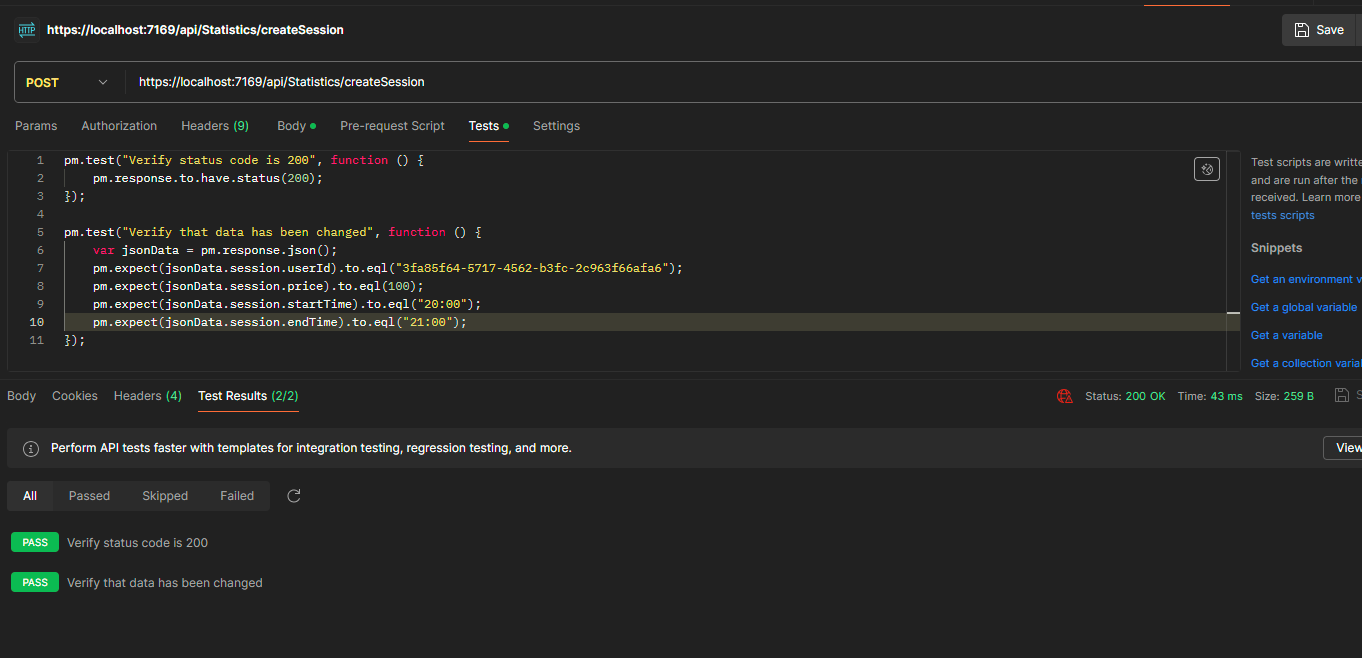 HTTP https://localhost:7169/api/Statistics/createSession Save
POST https://localhost:7169/api/Statistics/createSession
Params Authorization Headers (9) Body Pre-request Script Tests Settings
1 pm.test("Verify status code is 200", function () {
2 pm.response.to.have.status(200);
3 });
4
5 pm.test("Verify that data has been changed", function () {
6 var jsonData = pm.response.json();
7 pm.expect(jsonData.session.userId).to.eql("3fa85f64-5717-4562-b3fc-2c963f66afa6");
8 pm.expect(jsonData.session.price).to.eql(100);
9 pm.expect(jsonData.session.startTime).to.eql("20:00");
10 pm.expect(jsonData.session.endTime).to.eql("21:00");
11 });
Test scripts are writte
and are run after the
received. Learn more
tests scripts
Snippets
Get an environment v
Get a global variable
Get a variable
Get a collection varia
Body Cookies Headers (4) Test Results (2/2) Status: 200 OK Time: 43 ms Size: 259 B S
Perform API tests faster with templates for integration testing, regression testing, and more. View
All Passed Skipped Failed
PASS Verify status code is 200
PASS Verify that data has been changed